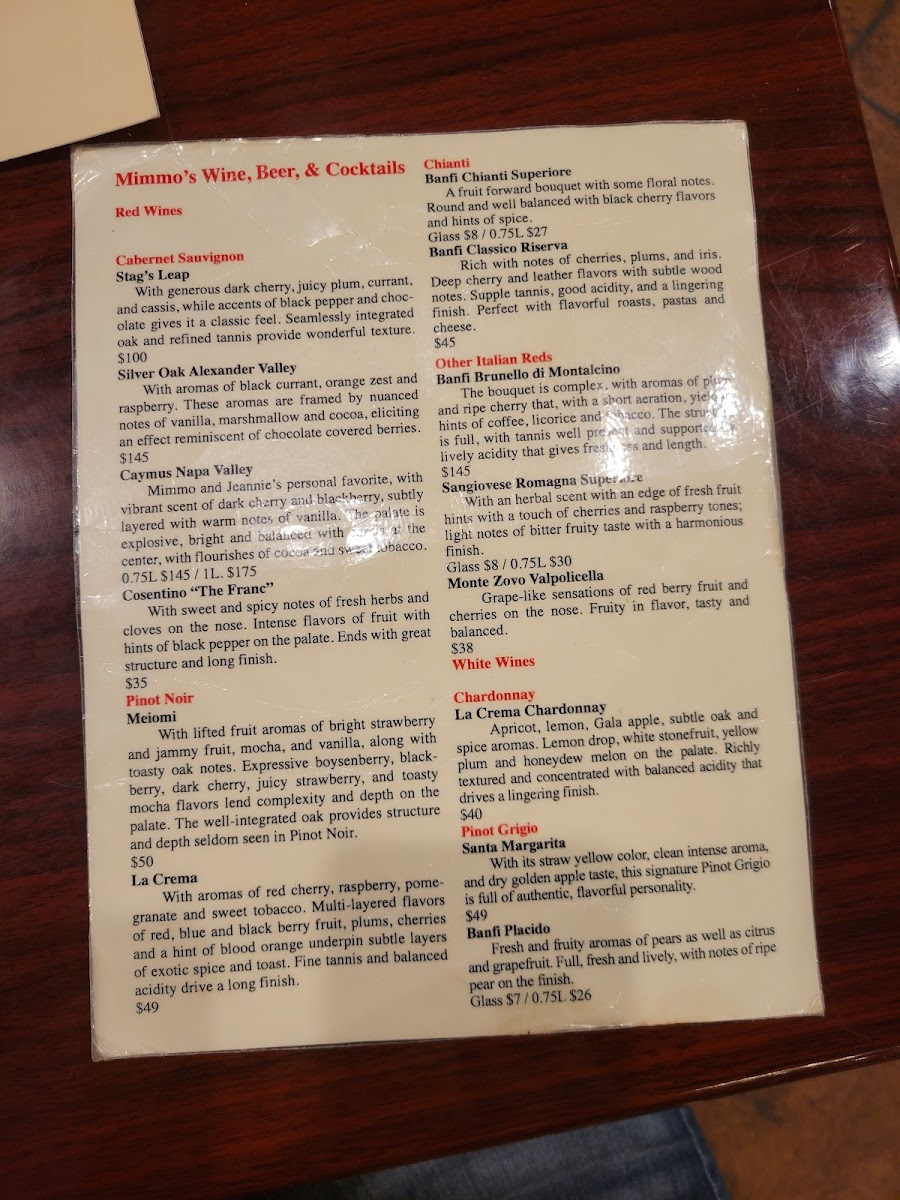 Mimmo's Wine, Beer, & Cocktails
Red Wines
Cabernet Sauvignon
Stag's Leap
With generous dark cherry, juicy plum, currant,
and cassis, while accents of black pepper and choc-
olate gives it a classic feel. Seamlessly integrated
oak and refined tannis provide wonderful texture.
$100
Silver Oak Alexander Valley
With aromas of black currant, orange zest and
raspberry. These aromas are framed by nuanced
notes of vanilla, marshmallow and cocoa, eliciting
an effect reminiscent of chocolate covered berries.
$145
Caymus Napa Valley
Mimmo and Jeannie's personal favorite, with
vibrant scent of dark cherry and blackberry, subtly
layered with warm notes of vanilla. The palate is
explosive, bright and balanced with at the
center, with flourishes of cocoa and sweet tobacco.
0.75L $145 / 1L. $175
Cosentino "The Franc"
With sweet and spicy notes of fresh herbs and
cloves on the nose. Intense flavors of fruit with
hints of black pepper on the palate. Ends with great
structure and long finish.
$35
Pinot Noir
Meiomi
With lifted fruit aromas of bright strawberry
and jammy fruit, mocha, and vanilla, along with
toasty oak notes. Expressive boysenberry, black-
berry, dark cherry, juicy strawberry, and toasty
mocha flavors lend complexity and depth on the
palate. The well-integrated oak provides structure
and depth seldom seen in Pinot Noir.
$50
La Crema
With aromas of red cherry, raspberry, pome-
granate and sweet tobacco. Multi-layered flavors
of red, blue and black berry fruit, plums, cherries
and a hint of blood orange underpin subtle layers
of exotic spice and toast. Fine tannis and balanced
acidity drive a long finish.
$49
Chianti
Banfi Chianti Superiore
A fruit forward bouquet with some floral notes.
Round and well balanced with black cherry flavors
and hints of spice.
Glass $8 / 0.75L $27
Banfi Classico Riserva
Rich with notes of cherries, plums, and iris.
Deep cherry and leather flavors with subtle wood
notes. Supple tannis, good acidity, and a lingering
finish. Perfect with flavorful roasts, pastas and
cheese.
$45
Other Italian Reds
Banfi Brunello di Montalcino
The bouquet is complex, with aromas of plum
and ripe cherry that, with a short aeration, yield
hints of coffee, licorice and tobacco. The structure
is full, with tannis well present and supported
lively acidity that gives freshness and length.
$145
Sangiovese Romagna Superiore
With an herbal scent with an edge of fresh fruit
hints with a touch of cherries and raspberry tones;
light notes of bitter fruity taste with a harmonious
finish.
Glass $8 / 0.75L $30
Monte Zovo Valpolicella
Grape-like sensations of red berry fruit and
cherries on the nose. Fruity in flavor, tasty and
balanced.
$38
White Wines
Chardonnay
La Crema Chardonnay
Apricot, lemon, Gala apple, subtle oak and
spice aromas. Lemon drop, white stonefruit, yellow
plum and honeydew melon on the palate. Richly
textured and concentrated with balanced acidity that
drives a lingering finish.
$40
Pinot Grigio
Santa Margarita
With its straw yellow color, clean intense aroma,
and dry golden apple taste, this signature Pinot Grigio
is full of authentic, flavorful personality.
$49
Banfi Placido
Fresh and fruity aromas of pears as well as citrus
and grapefruit. Full, fresh and lively, with notes of ripe
pear on the finish.
Glass $7 / 0.75L $26